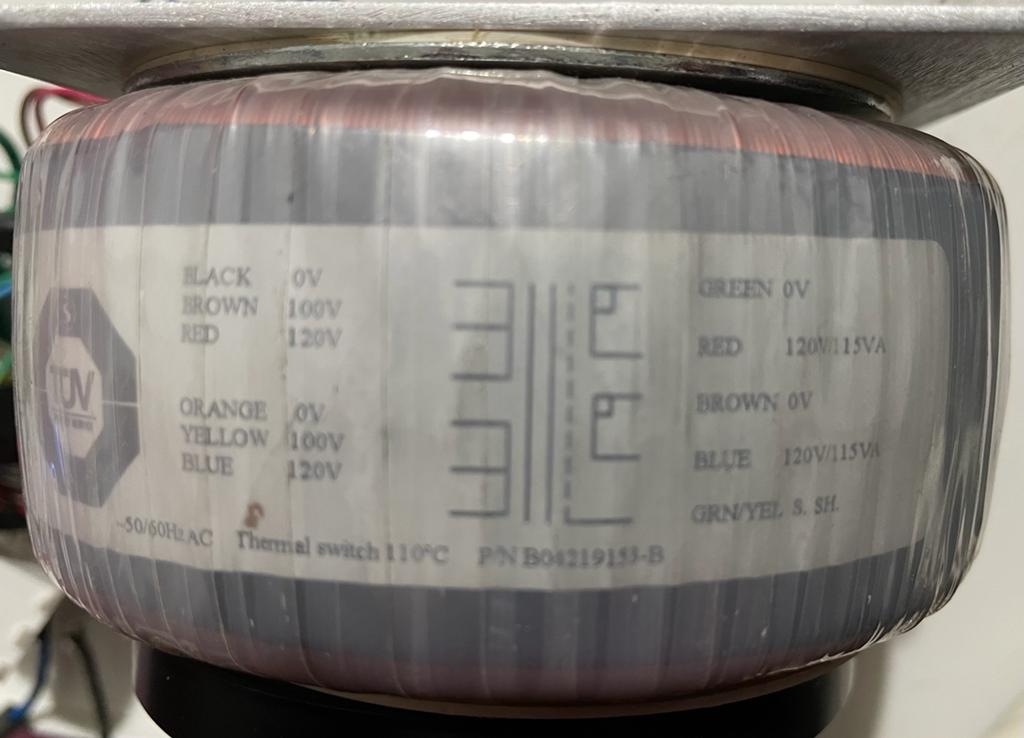 S
TÜV
BLACK 0V
BROWN 100V
RED 120V
ORANGE 0V
YELLOW 100V
BLUE 120V
~50/60Hz AC Thermal switch 110°C P/N B04219153-B
GREEN 0V
RED 120V/115VA
BROWN 0V
BLUE 120V/115VA
GRN/YEL S. SH.